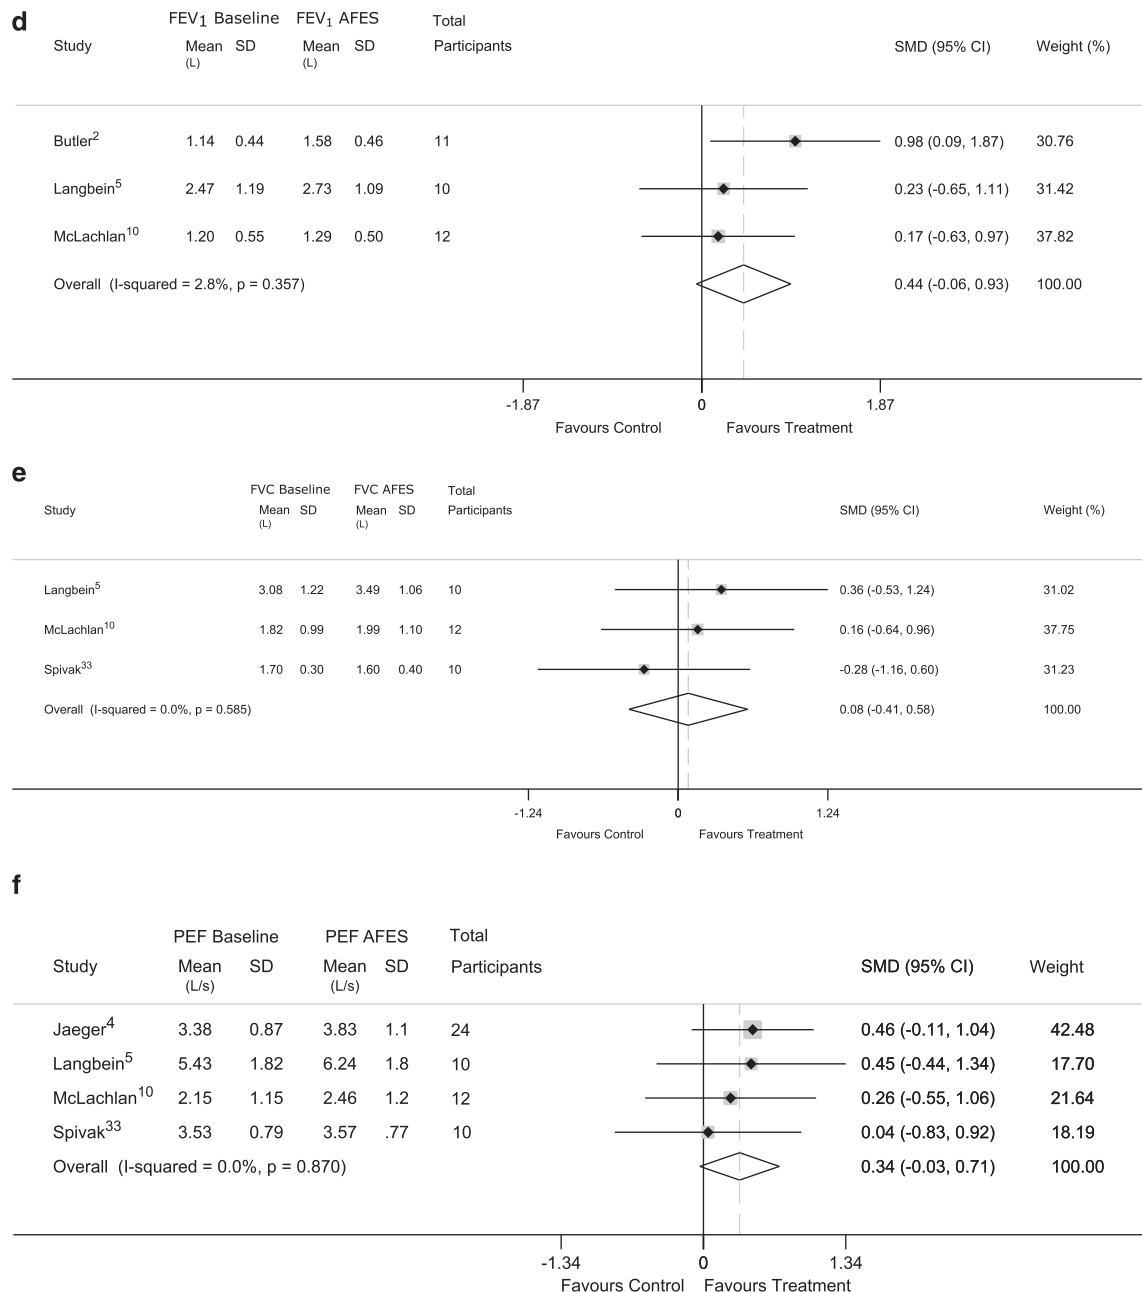 d
FEV1 Baseline FEV1 AFES Total
Study Mean SD Mean SD Participants SMD (95% CI) Weight (%)
(L) (L)
Butler2 1.14 0.44 1.58 0.46 11 0.98 (0.09, 1.87) 30.76
Langbein5 2.47 1.19 2.73 1.09 10 0.23 (-0.65, 1.11) 31.42
McLachlan10 1.20 0.55 1.29 0.50 12 0.17 (-0.63, 0.97) 37.82
Overall (I-squared = 2.8%, p = 0.357) 0.44 (-0.06, 0.93) 100.00
-1.87 0 1.87
Favours Control Favours Treatment
e
FVC Baseline FVC AFES Total
Study Mean SD Mean SD Participants SMD (95% CI) Weight (%)
(L) (L)
Langbein5 3.08 1.22 3.49 1.06 10 0.36 (-0.53, 1.24) 31.02
McLachlan10 1.82 0.99 1.99 1.10 12 0.16 (-0.64, 0.96) 37.75
Spivak33 1.70 0.30 1.60 0.40 10 -0.28 (-1.16, 0.60) 31.23
Overall (I-squared = 0.0%, p = 0.585) 0.08 (-0.41, 0.58) 100.00
-1.24 0 1.24
Favours Control Favours Treatment
f
PEF Baseline PEF AFES Total
Study Mean SD Mean SD Participants SMD (95% CI) Weight
(L/s) (L/s)
Jaeger4 3.38 0.87 3.83 1.1 24 0.46 (-0.11, 1.04) 42.48
Langbein5 5.43 1.82 6.24 1.8 10 0.45 (-0.44, 1.34) 17.70
McLachlan10 2.15 1.15 2.46 1.2 12 0.26 (-0.55, 1.06) 21.64
Spivak33 3.53 0.79 3.57 .77 10 0.04 (-0.83, 0.92) 18.19
Overall (I-squared = 0.0%, p = 0.870) 0.34 (-0.03, 0.71) 100.00
-1.34 0 1.34
Favours Control Favours Treatment